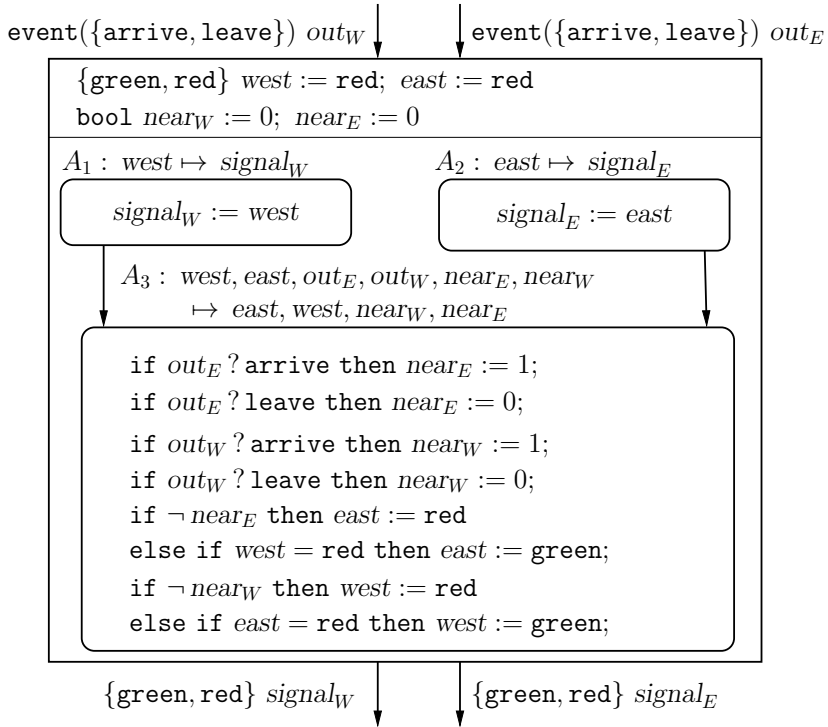 event({arrive, leave}) out_W event({arrive, leave}) out_E
{green, red} west := red; east := red
bool near_W := 0; near_E := 0
A_1 : west ↦ signal_W A_2 : east ↦ signal_E
signal_W := west signal_E := east
A_3 : west, east, out_E, out_W, near_E, near_W
↦ east, west, near_W, near_E
if out_E ? arrive then near_E := 1;
if out_E ? leave then near_E := 0;
if out_W ? arrive then near_W := 1;
if out_W ? leave then near_W := 0;
if ¬ near_E then east := red
else if west = red then east := green;
if ¬ near_W then west := red
else if east = red then west := green;
{green, red} signal_W {green, red} signal_E